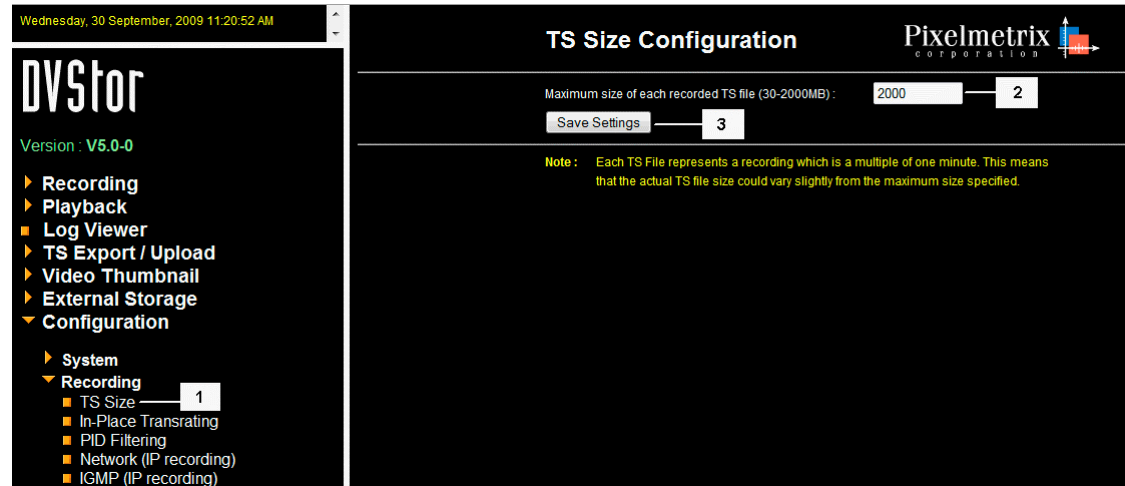 Wednesday, 30 September, 2009 11:20:52 AM
DVStor
Version : V5.0-0
Recording
Playback
Log Viewer
TS Export / Upload
Video Thumbnail
External Storage
Configuration
System
Recording
TS Size
1
In-Place Transrating
PID Filtering
Network (IP recording)
IGMP (IP recording)
TS Size Configuration
Pixelmetrix
corporation
Maximum size of each recorded TS file (30-2000MB) : 2000
2
Save Settings
3
Note : Each TS File represents a recording which is a multiple of one minute. This means
that the actual TS file size could vary slightly from the maximum size specified.